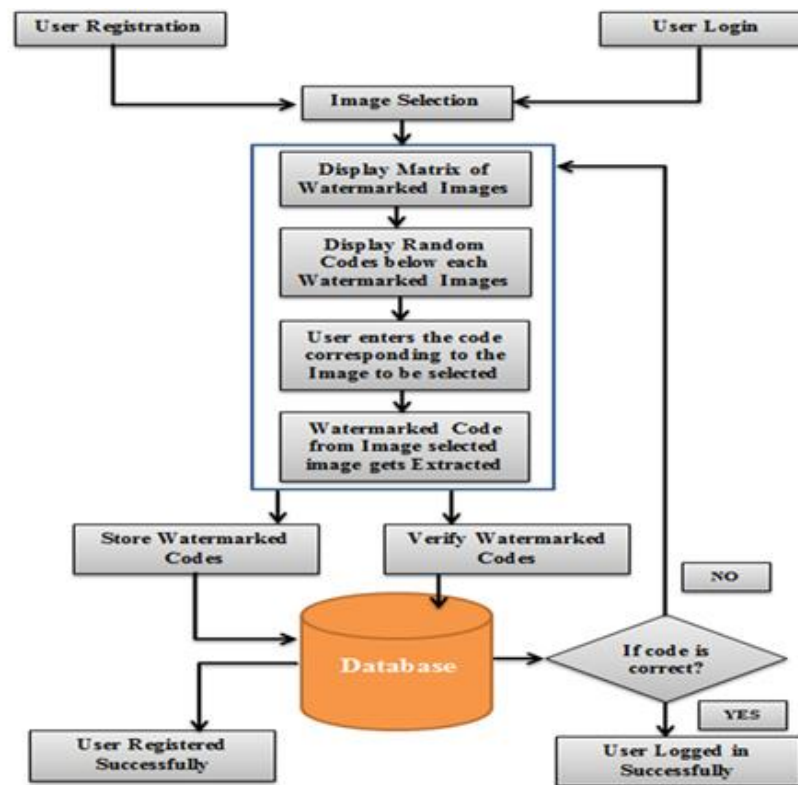 User Registration
User Login
Image Selection
Display Matrix of
Watermarked Images
Display Random
Codes below each
Watermarked Images
User enters the code
corresponding to the
Image to be selected
Watermarked Code
from Image selected
image gets Extracted
Store Watermarked
Codes
Verify Watermarked
Codes
NO
Database
If code is
correct?
YES
User Registered
Successfully
User Logged in
Successfully